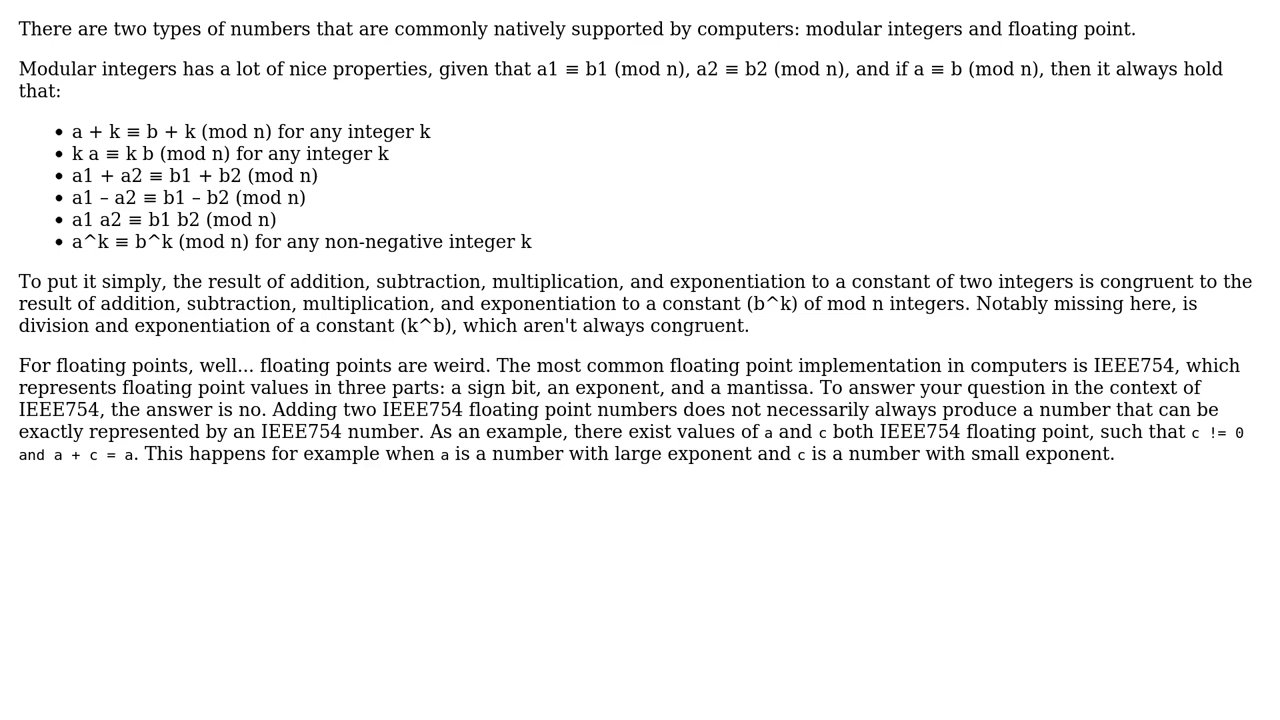 There are two types of numbers that are commonly natively supported by computers: modular integers and floating point.
Modular integers has a lot of nice properties, given that a1 ≡ b1 (mod n), a2 ≡ b2 (mod n), and if a ≡ b (mod n), then it always hold
that:
• a + k ≡ b + k (mod n) for any integer k
• k a ≡ k b (mod n) for any integer k
• a1 + a2 ≡ b1 + b2 (mod n)
• a1 – a2 ≡ b1 – b2 (mod n)
• a1 a2 ≡ b1 b2 (mod n)
• a^k ≡ b^k (mod n) for any non-negative integer k
To put it simply, the result of addition, subtraction, multiplication, and exponentiation to a constant of two integers is congruent to the
result of addition, subtraction, multiplication, and exponentiation to a constant (b^k) of mod n integers. Notably missing here, is
division and exponentiation of a constant (k^b), which aren't always congruent.
For floating points, well... floating points are weird. The most common floating point implementation in computers is IEEE754, which
represents floating point values in three parts: a sign bit, an exponent, and a mantissa. To answer your question in the context of
IEEE754, the answer is no. Adding two IEEE754 floating point numbers does not necessarily always produce a number that can be
exactly represented by an IEEE754 number. As an example, there exist values of a and c both IEEE754 floating point, such that c != 0
and a + c = a. This happens for example when a is a number with large exponent and c is a number with small exponent.